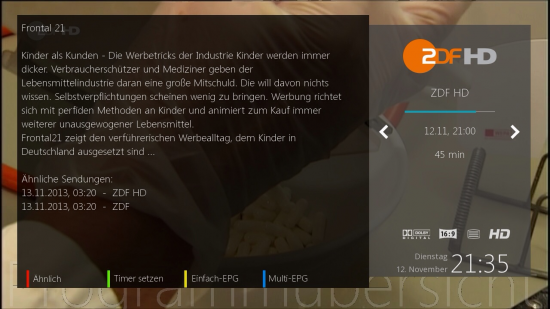 Frontal 21
Kinder als Kunden - Die Werbetricks der Industrie Kinder werden immer
dicker. Verbraucherschützer und Mediziner geben der
Lebensmittelindustrie daran eine große Mitschuld. Die will davon nichts
wissen. Selbstverpflichtungen scheinen wenig zu bringen. Werbung richtet
sich mit perfiden Methoden an Kinder und animiert zum Kauf immer
weiterer unausgewogener Lebensmittel.
Frontal21 zeigt den verführerischen Werbealltag, dem Kinder in
Deutschland ausgesetzt sind ...
Ähnliche Sendungen:
13.11.2013, 03:20 - ZDF HD
13.11.2013, 03:20 - ZDF
Ähnlich
Timer setzen
Einfach-EPG
Multi-EPG
ZDF HD
ZDF HD
12.11, 21:00
45 min
DOLBY
DIGITAL
16:9
HD
Dienstag
12. November
21:35
Programmübersicht